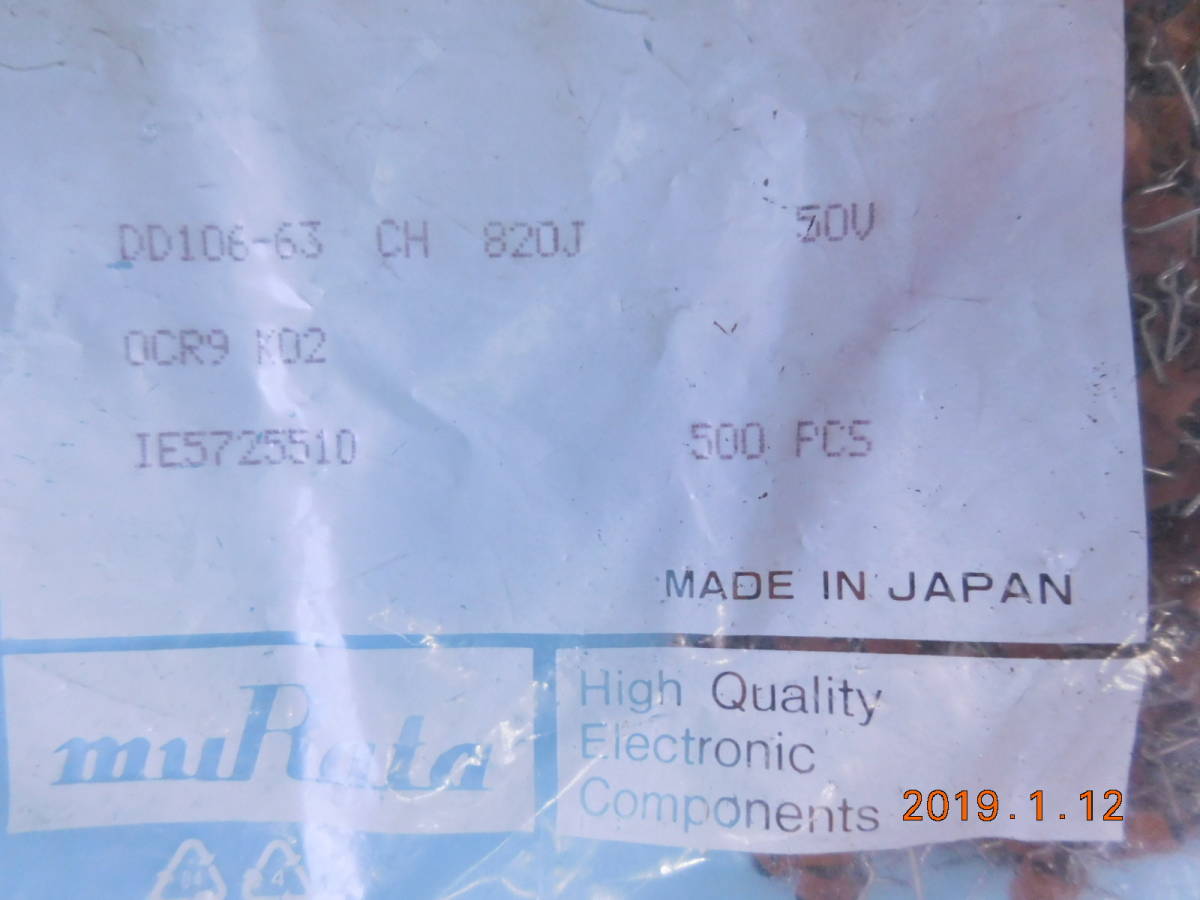 DD106-63 CH 820J 50V
OCR9 K02
IE5725510 500 PCS
MADE IN JAPAN
muRata
High Quality
Electronic
Components
2019.1.12